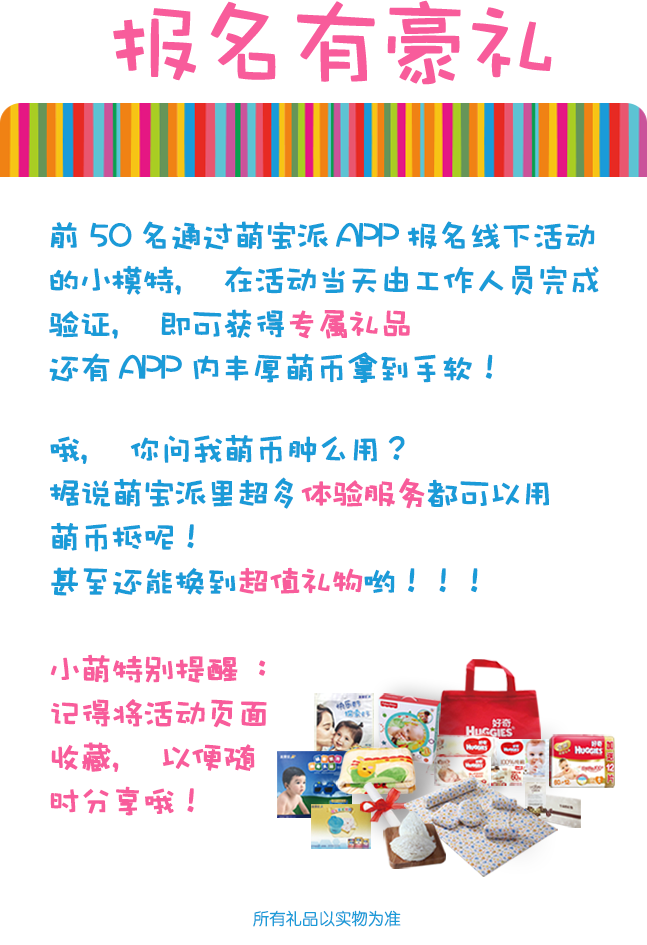 报名有豪礼
前 50 名通过萌宝派 APP 报名线下活动
的小模特， 在活动当天由工作人员完成
验证， 即可获得专属礼品
还有 APP 内丰厚萌币拿到手软！
哦， 你问我萌币肿么用？
据说萌宝派里超多体验服务都可以用
萌币抵呢！
甚至还能换到超值礼物哟！！！
小萌特别提醒：
记得将活动页面
收藏， 以便随
时分享哦！
好奇
HUGGIES
HUGGIES
HUGGIES
好奇
HUGGIES
所有礼品以实物为准